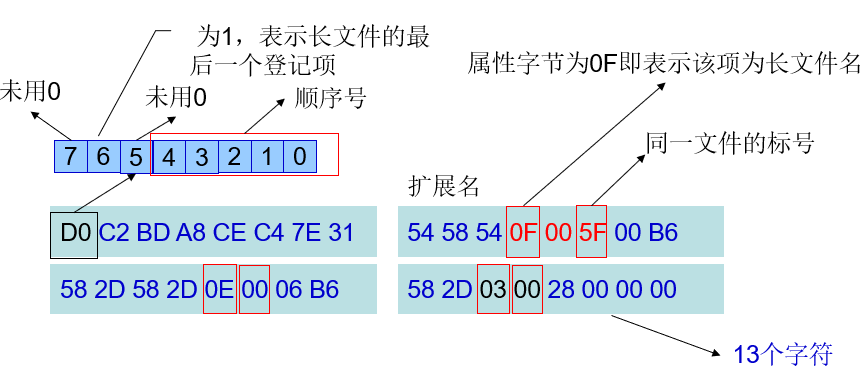 为1，表示长文件的最
后一个登记项
属性字节为0F即表示该项为长文件名
未用0
未用0
顺序号
7 6 5 4 3 2 1 0
同一文件的标号
扩展名
D0 C2 BD A8 CE C4 7E 31
54 58 54 0F 00 5F 00 B6
58 2D 58 2D 0E 00 06 B6
58 2D 03 00 28 00 00 00
13个字符